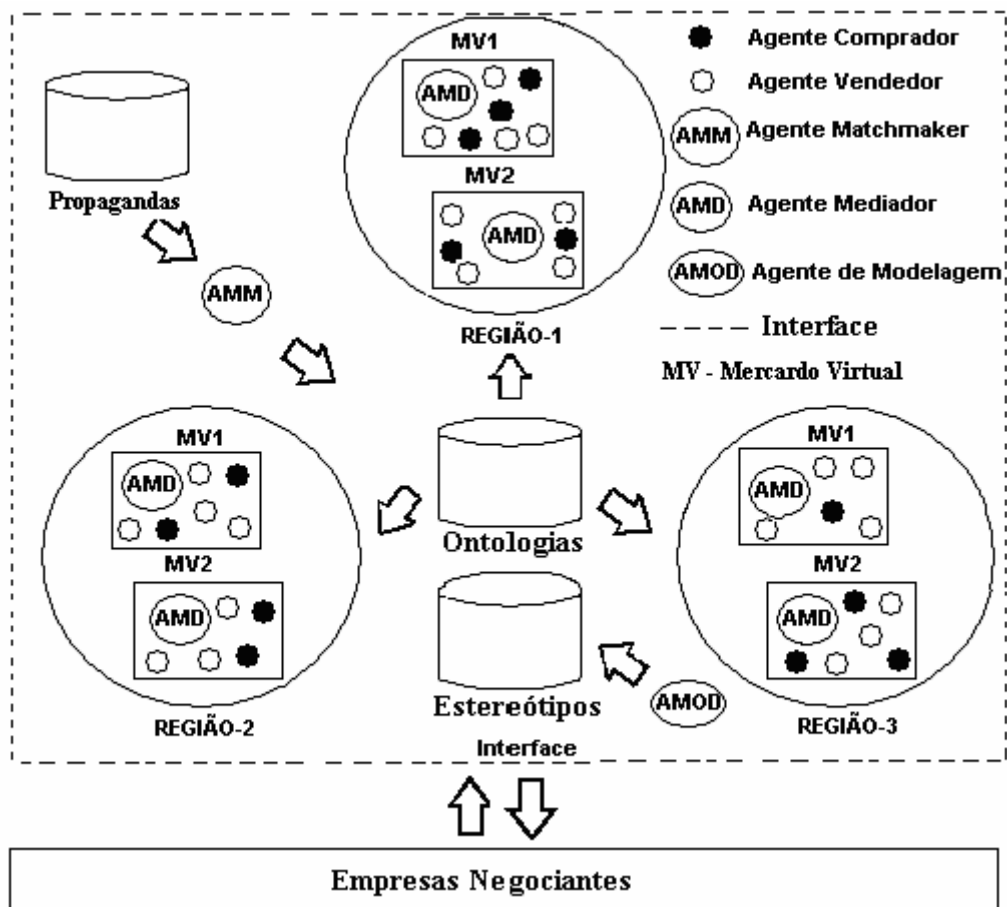 MV1
AMD
MV2
AMD
REGIÃO-1
Agente Comprador
Agente Vendedor
AMM Agente Matchmaker
AMD Agente Mediador
AMOD Agente de Modelagem
Interface
MV - Mercardo Virtual
Propagandas
AMM
MV1
AMD
MV2
AMD
REGIÃO-2
Ontologias
Estereótipos
AMOD
MV1
AMD
MV2
AMD
REGIÃO-3
Interface
Empresas Negociantes